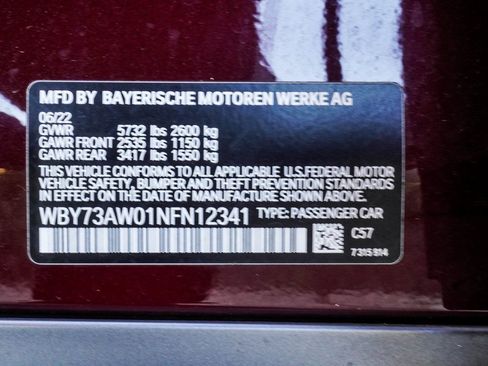 MFD BY BAYERISCHE MOTOREN WERKE AG
06/22
GVWR 5732 lbs 2600 kg
GAWR FRONT 2535 lbs 1150 kg
GAWR REAR 3417 lbs 1550 kg
THIS VEHICLE CONFORMS TO ALL APPLICABLE U.S.FEDERAL MOTOR
VEHICLE SAFETY, BUMPER AND THEFT PREVENTION STANDARDS
IN EFFECT ON THE DATE OF MANUFACTURE SHOWN ABOVE.
WBY73AW01NFN12341 TYPE: PASSENGER CAR
C57
7315914